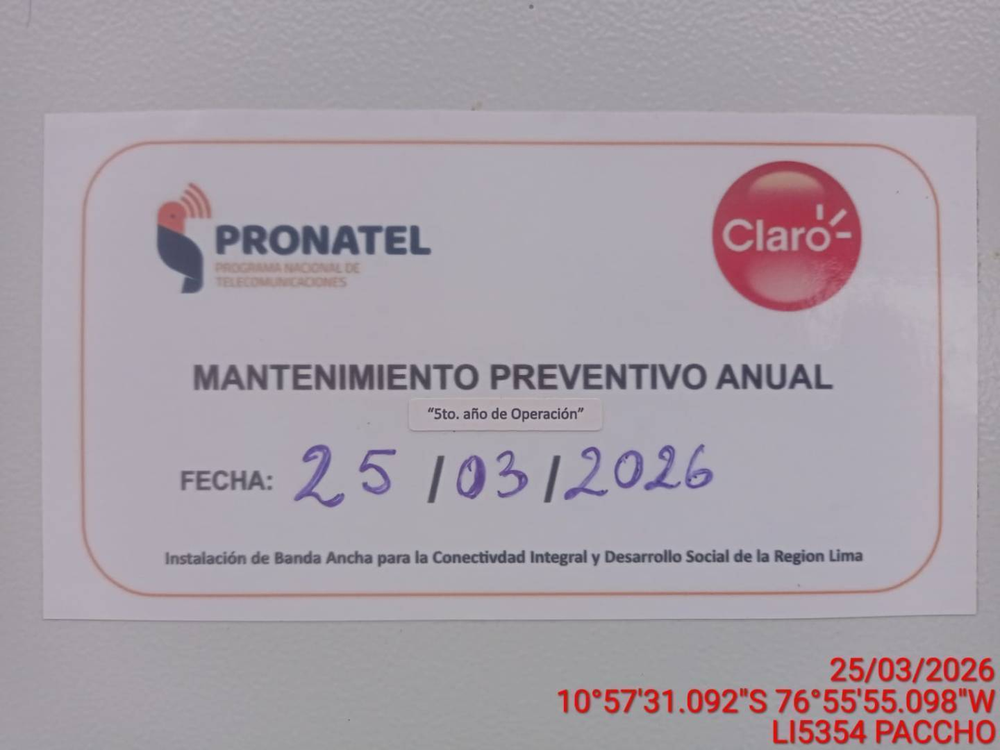 PRONATEL
PROGRAMA NACIONAL DE
TELECOMUNICACIONES
Claro
MANTENIMIENTO PREVENTIVO ANUAL
“5to. año de Operación”
FECHA: 25/03/2026
Instalación de Banda Ancha para la Conectivdad Integral y Desarrollo Social de la Region Lima
25/03/2026
10°57'31.092"S 76°55'55.098"W
LI5354 PACCHO